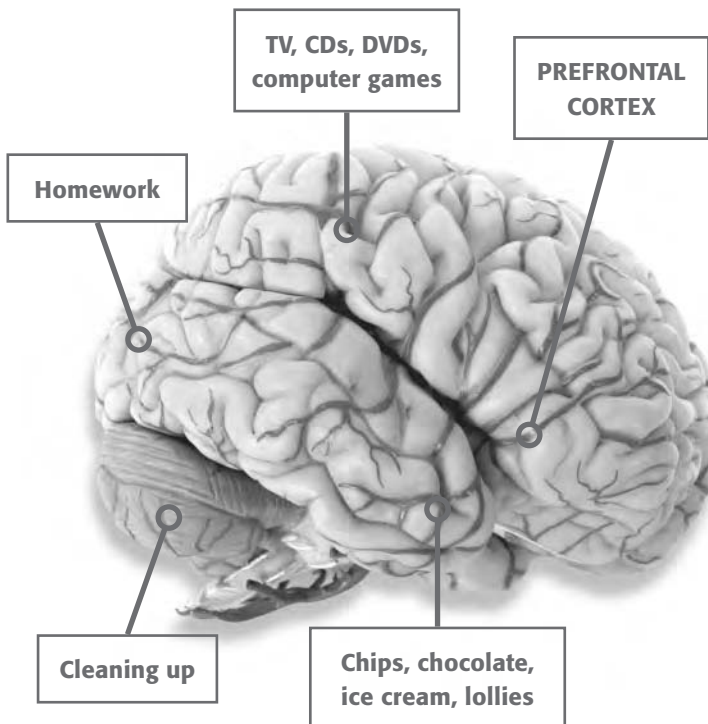 TV, CDs, DVDs,
computer games
PREFRONTAL
CORTEX
Homework
Cleaning up
Chips, chocolate,
ice cream, lollies